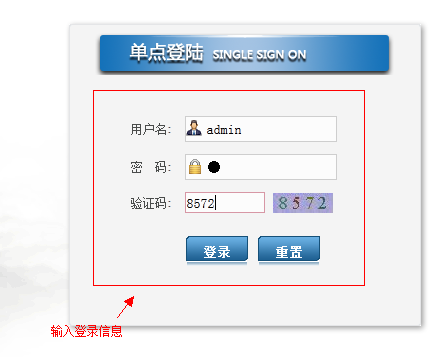 单点登陆 SINGLE SIGN ON
用户名: admin
密 码: ●
验证码: 8572 8572
登录 重置
输入登录信息